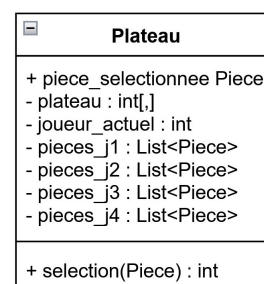 Plateau
+ piece_selectionnee Piece
- plateau : int[,]
- joueur_actuel : int
- pieces_j1 : List<Piece>
- pieces_j2 : List<Piece>
- pieces_j3 : List<Piece>
- pieces_j4 : List<Piece>
+ selection(Piece) : int